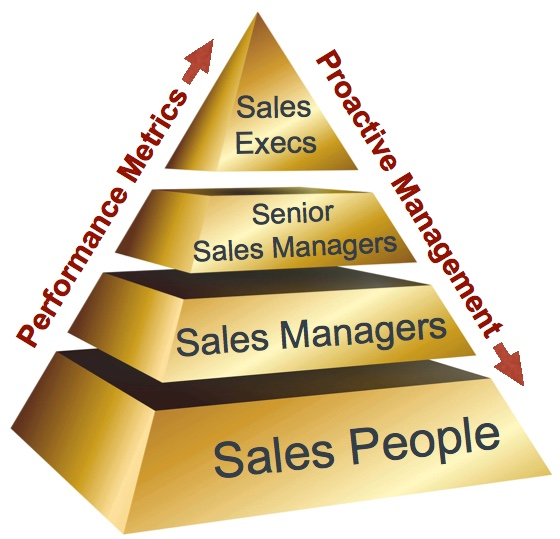 Performance Metrics
Proactive Management
Sales
Execs
Senior
Sales Managers
Sales Managers
Sales People